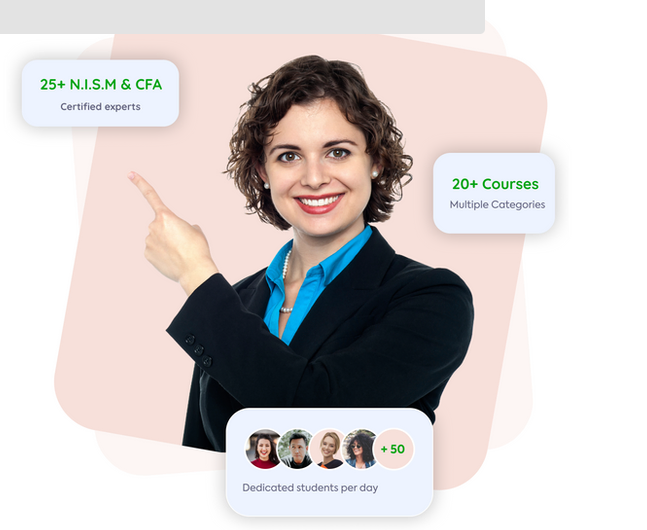 25+ N.I.S.M & CFA
Certified experts
20+ Courses
Multiple Categories
+ 50
Dedicated students per day